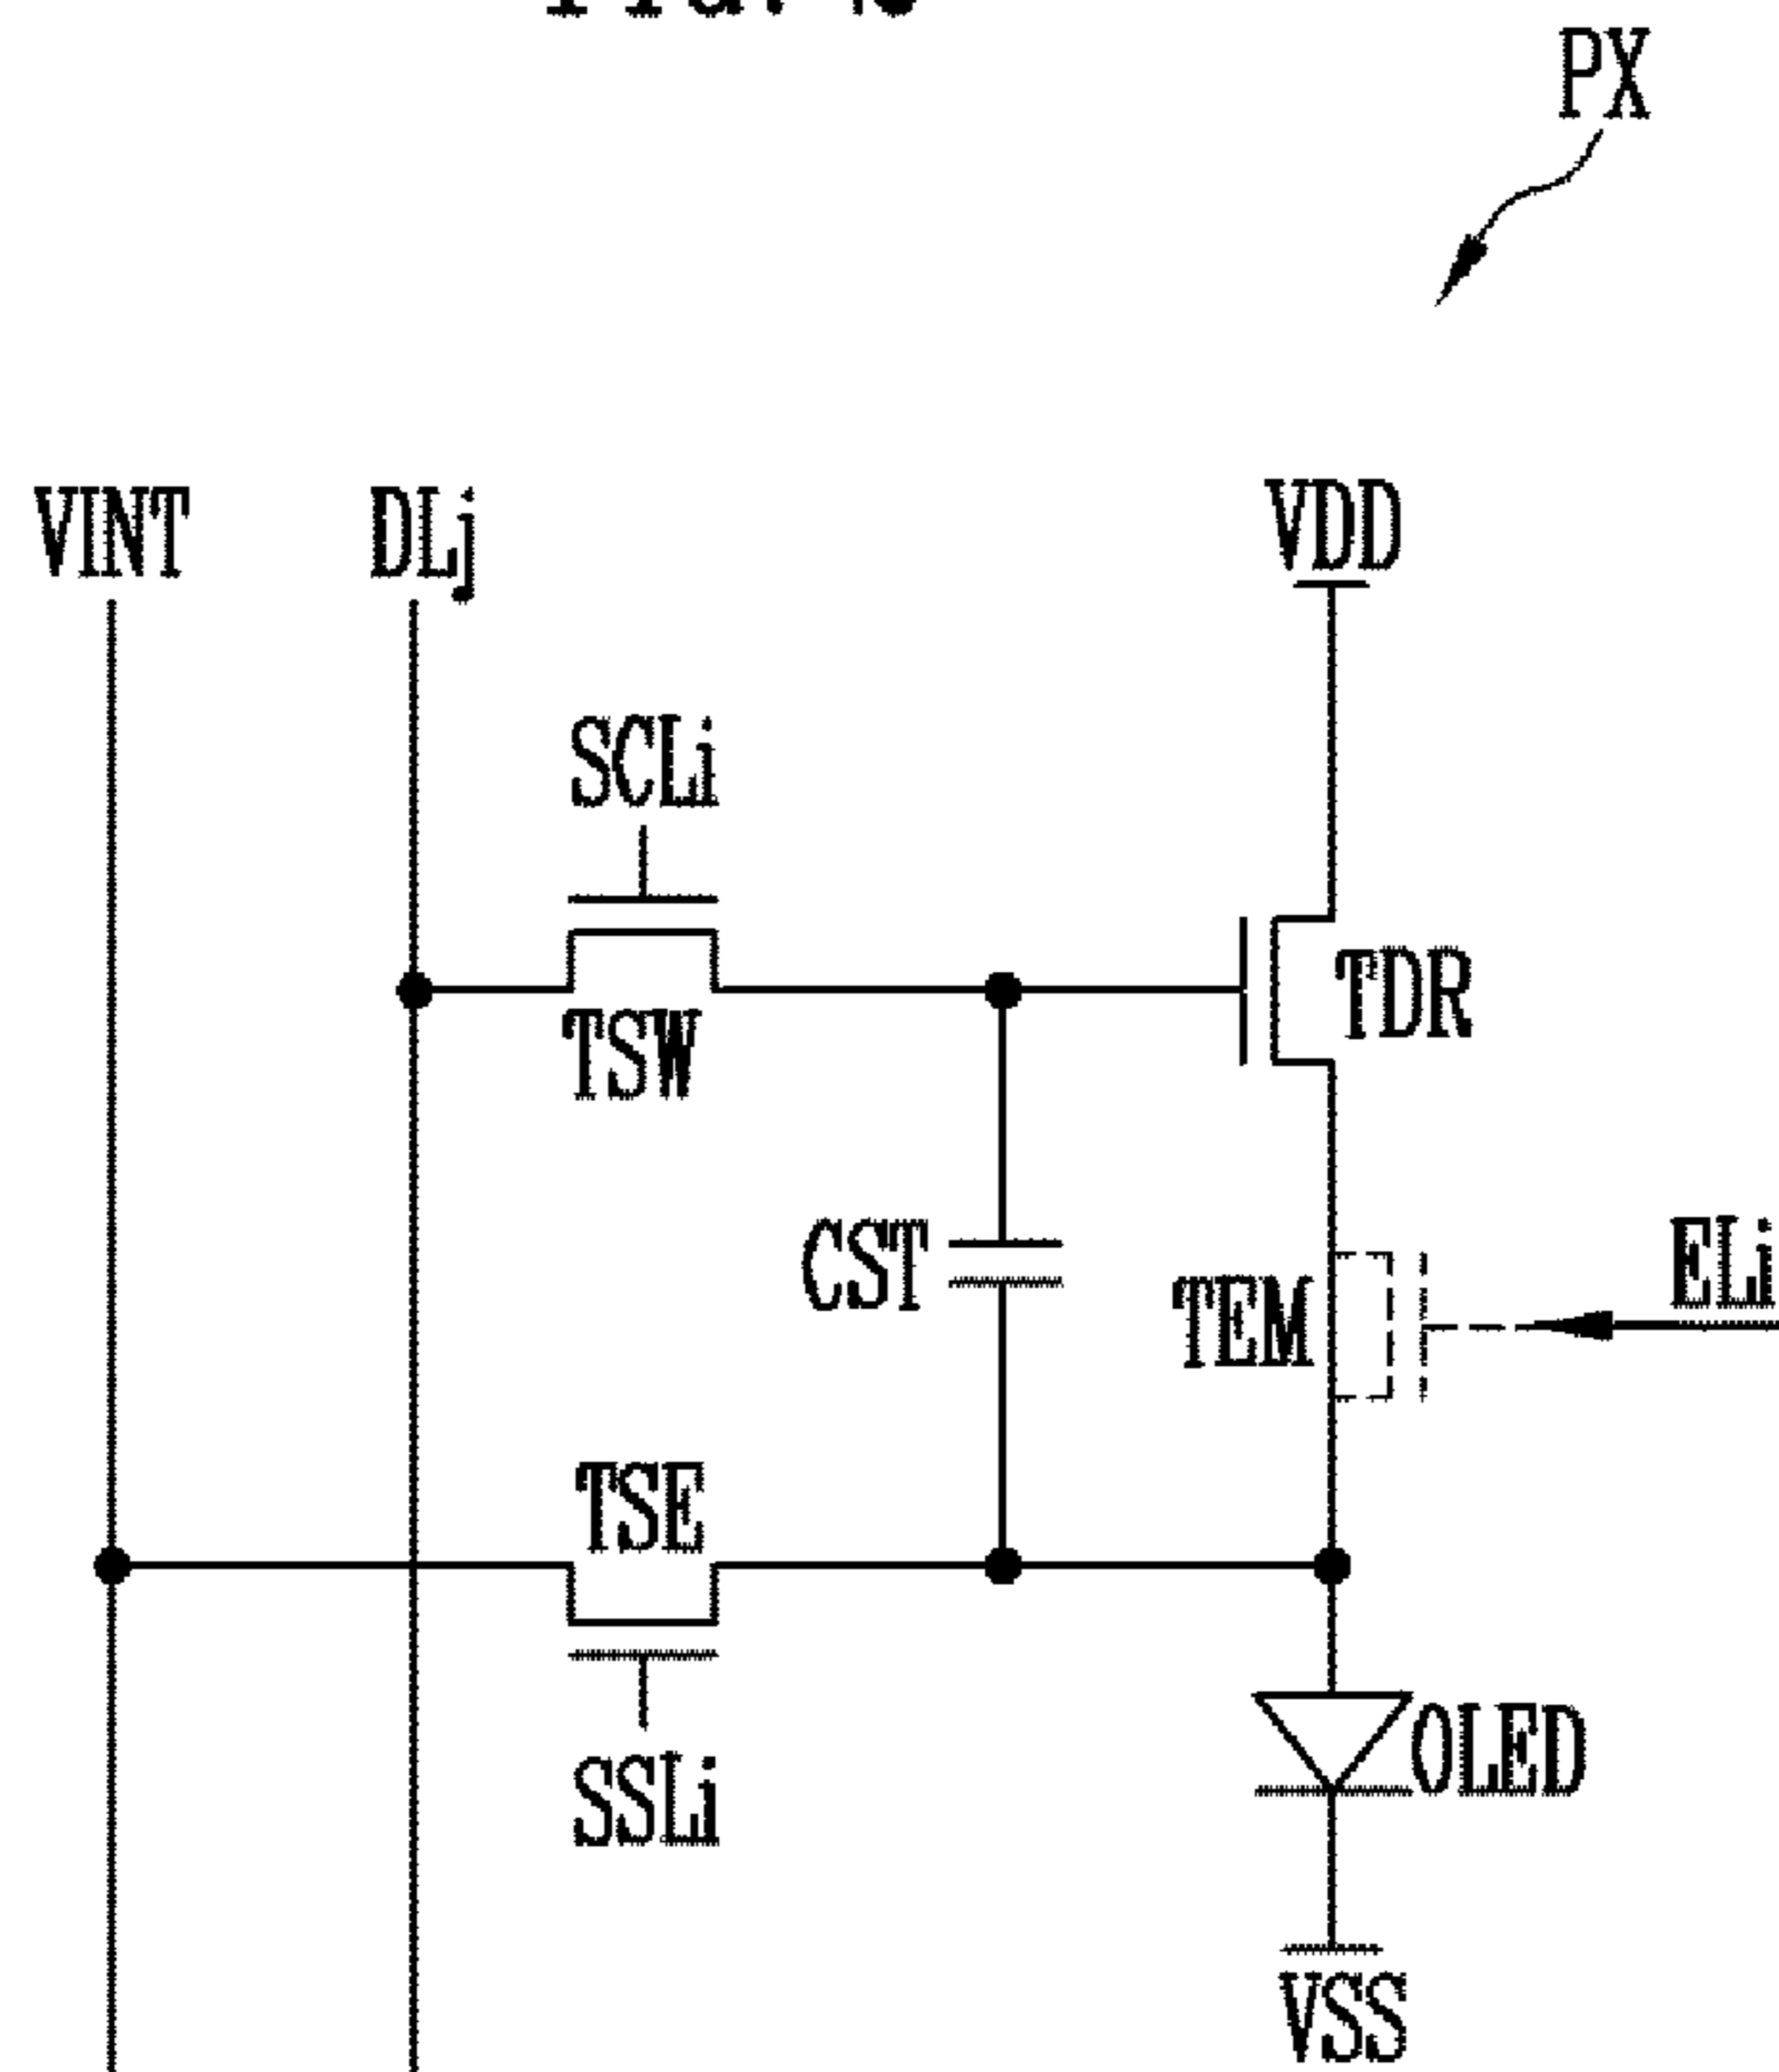 PX
VINT
DLj
VDD
SCLi
TDR
TSW
CST
TEM
ELi
TSE
OLED
SSLi
VSS